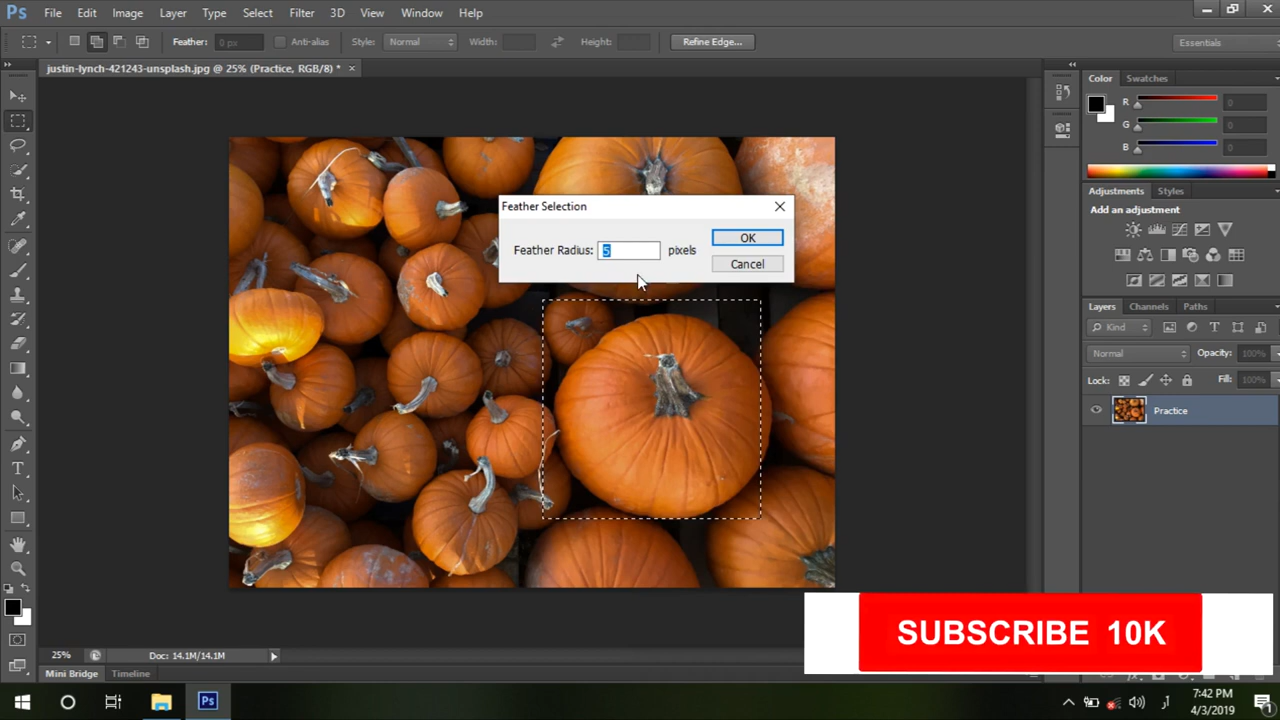 Ps File Edit Image Layer Type Select Filter 3D View Window Help
Feather: 0 px Anti-alias Style: Normal Width: Height: Refine Edge... Essentials
justin-lynch-421243-unsplash.jpg @ 25% (Practice, RGB/8) * ×
Color Swatches
R 0
G 0
B 0
Adjustments Styles
Add an adjustment
Feather Selection
Feather Radius: 5 pixels
OK
Cancel
Layers Channels Paths
Kind
Normal Opacity: 100%
Lock: Fill: 100%
Practice
SUBSCRIBE 10K
25% Doc: 14.1M/14.1M
Mini Bridge Timeline
Ps
7:42 PM
4/3/2019